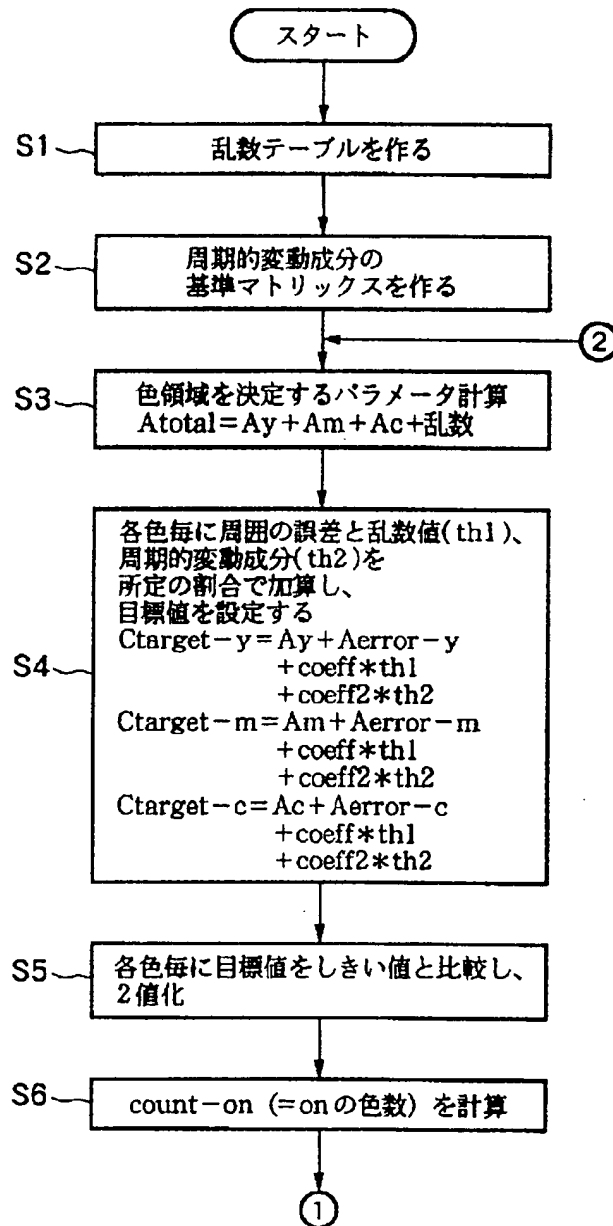 スタート
S1
乱数テーブルを作る
S2
周期的変動成分の
基準マトリックスを作る
②
S3
色領域を決定するパラメータ計算
Atotal=Ay+Am+Ac+乱数
S4
各色毎に周囲の誤差と乱数値(th1)、
周期的変動成分(th2)を
所定の割合で加算し、
目標値を設定する
Ctarget-y=Ay+Aerror-y
+coeff*th1
+coeff2*th2
Ctarget-m=Am+Aerror-m
+coeff*th1
+coeff2*th2
Ctarget-c=Ac+Aerror-c
+coeff*th1
+coeff2*th2
S5
各色毎に目標値をしきい値と比較し、
2値化
S6
count-on (=onの色数) を計算
①